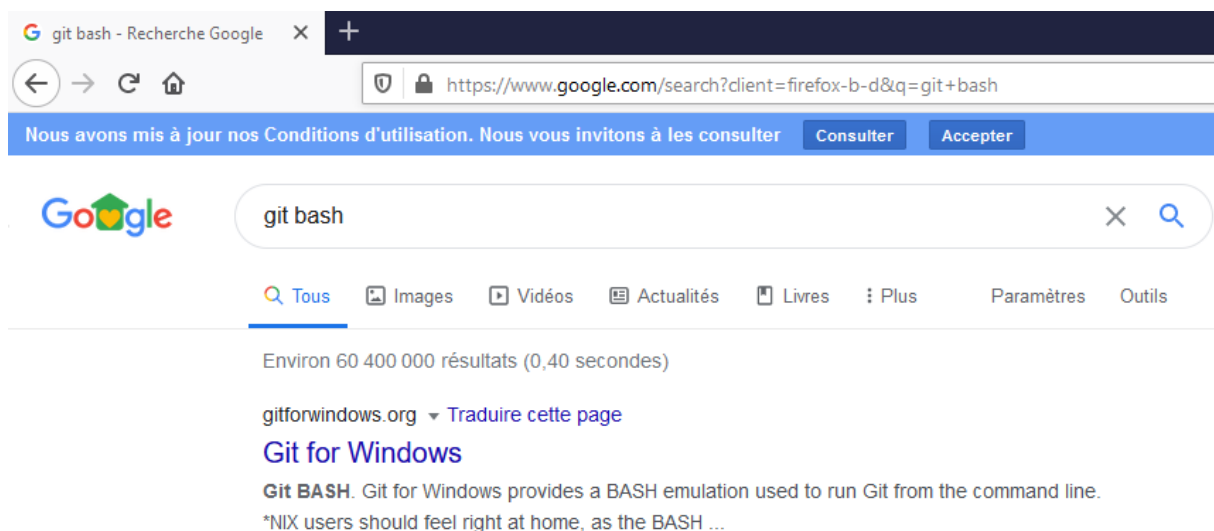 git bash - Recherche Google
https://www.google.com/search?client=firefox-b-d&q=git+bash
Nous avons mis à jour nos Conditions d'utilisation. Nous vous invitons à les consulter Consulter Accepter
Google
git bash
Tous Images Vidéos Actualités Livres Plus Paramètres Outils
Environ 60 400 000 résultats (0,40 secondes)
gitforwindows.org Traduire cette page
Git for Windows
Git BASH. Git for Windows provides a BASH emulation used to run Git from the command line.
*NIX users should feel right at home, as the BASH ...